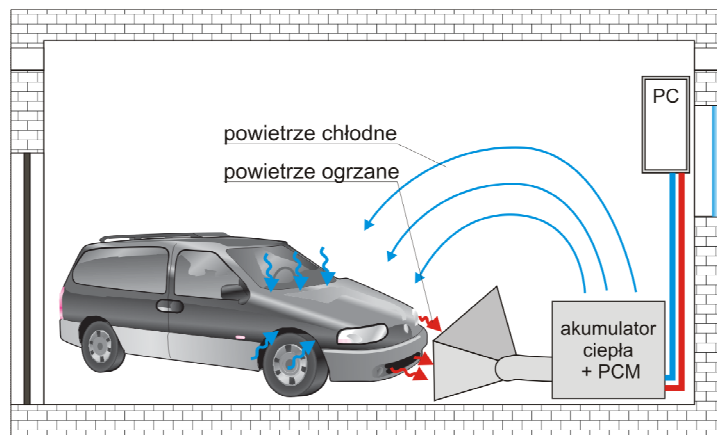 PC
powietrze chłodne
powietrze ogrzane
akumulator
ciepła
+ PCM